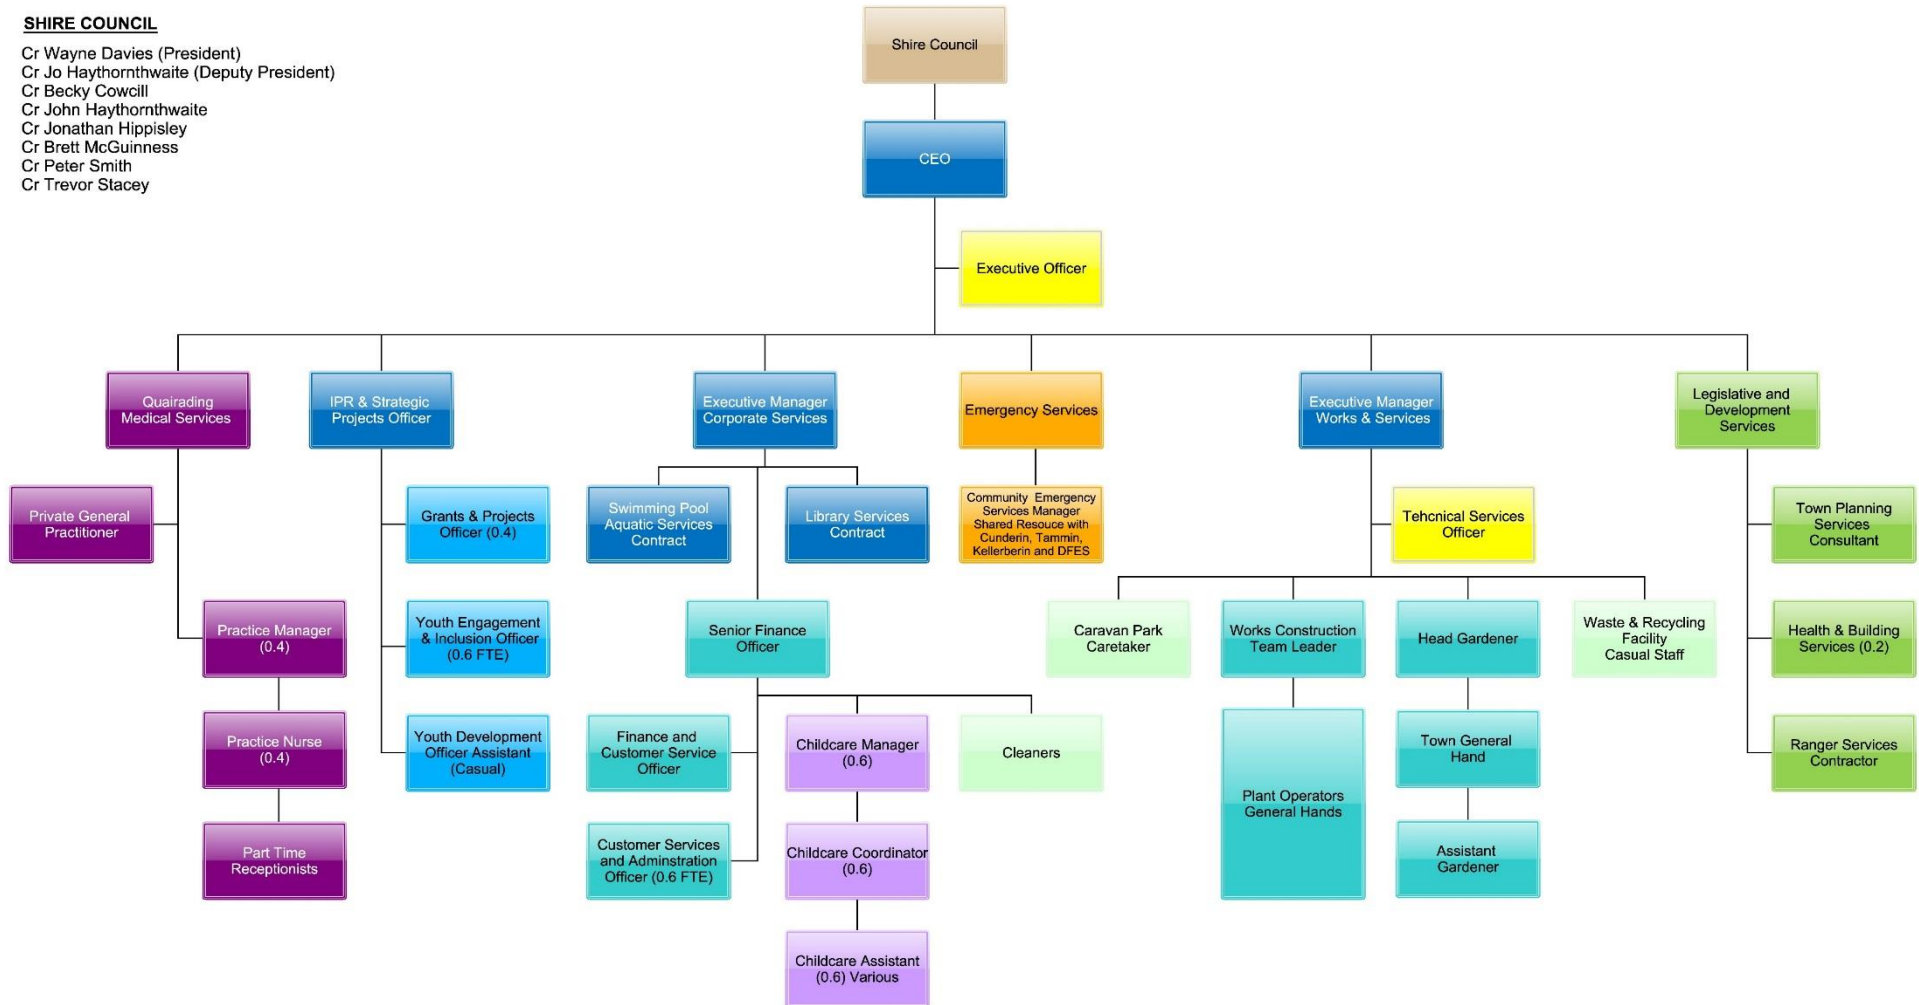 SHIRE COUNCIL
Cr Wayne Davies (President)
Cr Jo Haythornthwaite (Deputy President)
Cr Becky Cowcill
Cr John Haythornthwaite
Cr Jonathan Hippisley
Cr Brett McGuinness
Cr Peter Smith
Cr Trevor Stacey
Shire Council
CEO
Executive Officer
Quairading
Medical Services
IPR & Strategic
Projects Officer
Executive Manager
Corporate Services
Emergency Services
Executive Manager
Works & Services
Legislative and
Development
Services
Private General
Practitioner
Grants & Projects
Officer (0.4)
Swimming Pool
Aquatic Services
Contract
Library Services
Contract
Community Emergency
Services Manager
Shared Resouce with
Cunderin, Tammin,
Kellerberin and DFES
Tehcnical Services
Officer
Town Planning
Services
Consultant
Practice Manager
(0.4)
Youth Engagement
& Inclusion Officer
(0.6 FTE)
Senior Finance
Officer
Caravan Park
Caretaker
Works Construction
Team Leader
Head Gardener
Waste & Recycling
Facility
Casual Staff
Health & Building
Services (0.2)
Practice Nurse
(0.4)
Youth Development
Officer Assistant
(Casual)
Finance and
Customer Service
Officer
Childcare Manager
(0.6)
Cleaners
Plant Operators
General Hands
Town General
Hand
Ranger Services
Contractor
Part Time
Receptionists
Customer Services
and Adminstration
Officer (0.6 FTE)
Childcare Coordinator
(0.6)
Assistant
Gardener
Childcare Assistant
(0.6) Various